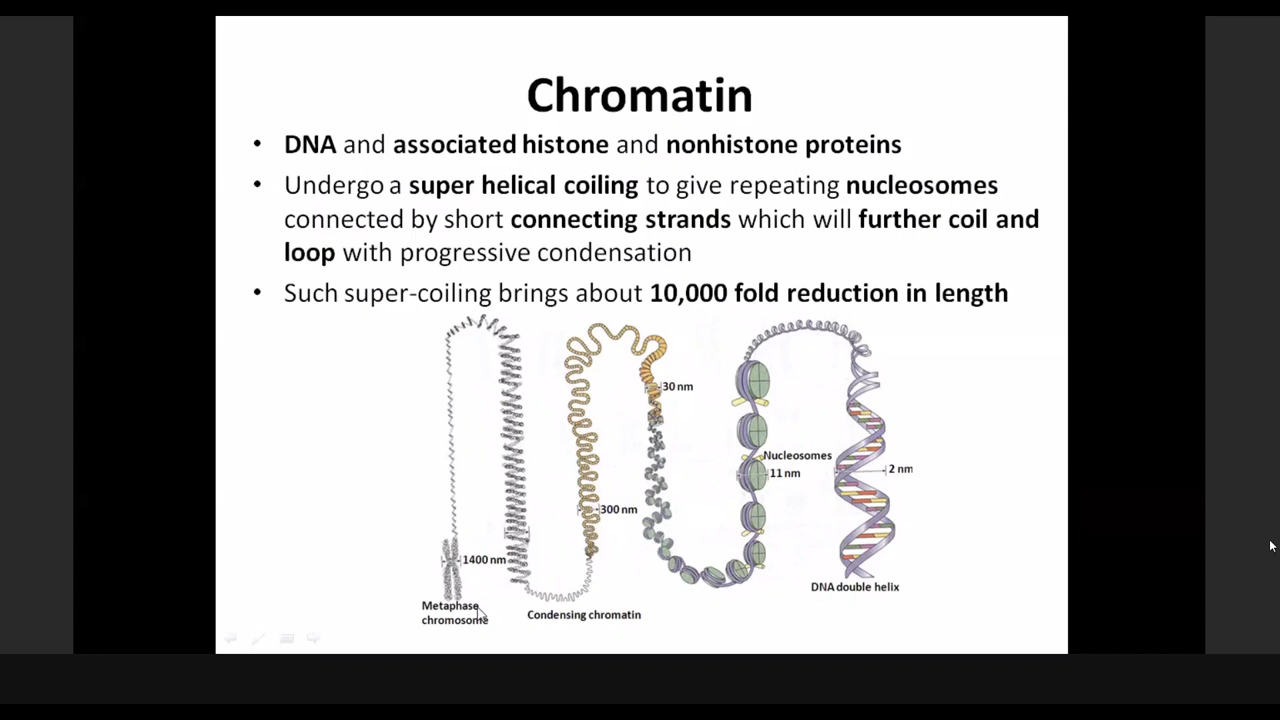 Chromatin
• DNA and associated histone and nonhistone proteins
• Undergo a super helical coiling to give repeating nucleosomes
connected by short connecting strands which will further coil and
loop with progressive condensation
• Such super-coiling brings about 10,000 fold reduction in length
30 nm
Nucleosomes
11 nm
2 nm
300 nm
1400 nm
DNA double helix
Metaphase
chromosome
Condensing chromatin